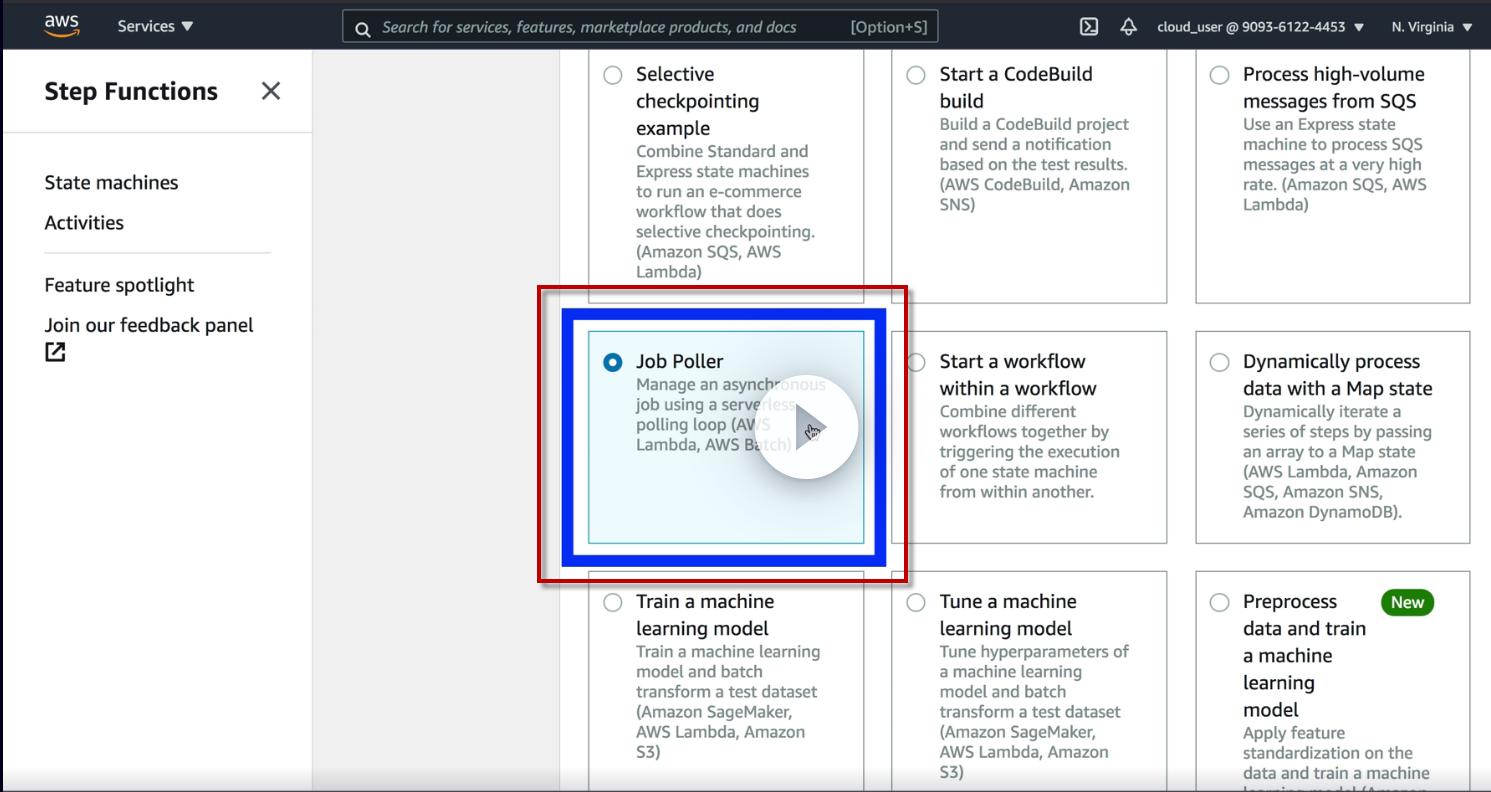 aws
Services ▼
Search for services, features, marketplace products, and docs
[Option+S]
cloud_user @ 9093-6122-4453 ▼
N. Virginia ▼
Step Functions
State machines
Activities
Feature spotlight
Join our feedback panel
Selective
checkpointing
example
Combine Standard and
Express state machines
to run an e-commerce
workflow that does
selective checkpointing.
(Amazon SQS, AWS
Lambda)
Start a CodeBuild
build
Build a CodeBuild project
and send a notification
based on the test results.
(AWS CodeBuild, Amazon
SNS)
Process high-volume
messages from SQS
Use an Express state
machine to process SQS
messages at a very high
rate. (Amazon SQS, AWS
Lambda)
Job Poller
Manage an asynchronous
job using a serverless
polling loop (AWS
Lambda, AWS Batch)
Start a workflow
within a workflow
Combine different
workflows together by
triggering the execution
of one state machine
from within another.
Dynamically process
data with a Map state
Dynamically iterate a
series of steps by passing
an array to a Map state
(AWS Lambda, Amazon
SQS, Amazon SNS,
Amazon DynamoDB).
Train a machine
learning model
Train a machine learning
model and batch
transform a test dataset
(Amazon SageMaker,
AWS Lambda, Amazon
S3)
Tune a machine
learning model
Tune hyperparameters of
a machine learning
model and batch
transform a test dataset
(Amazon SageMaker,
AWS Lambda, Amazon
S3)
Preprocess
data and train
a machine
learning
model
New
Apply feature
standardization on the
data and train a machine
learning model (Amazon